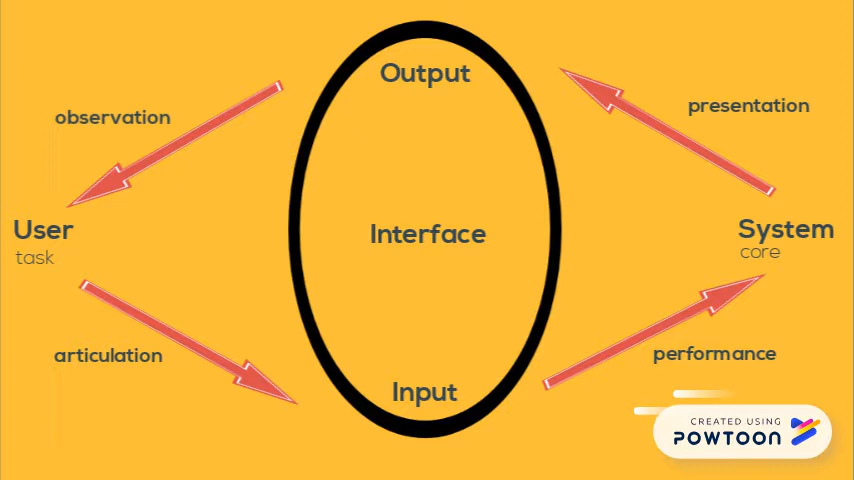 Output
observation
presentation
User
task
Interface
System
core
articulation
performance
Input
CREATED USING
POWTOON